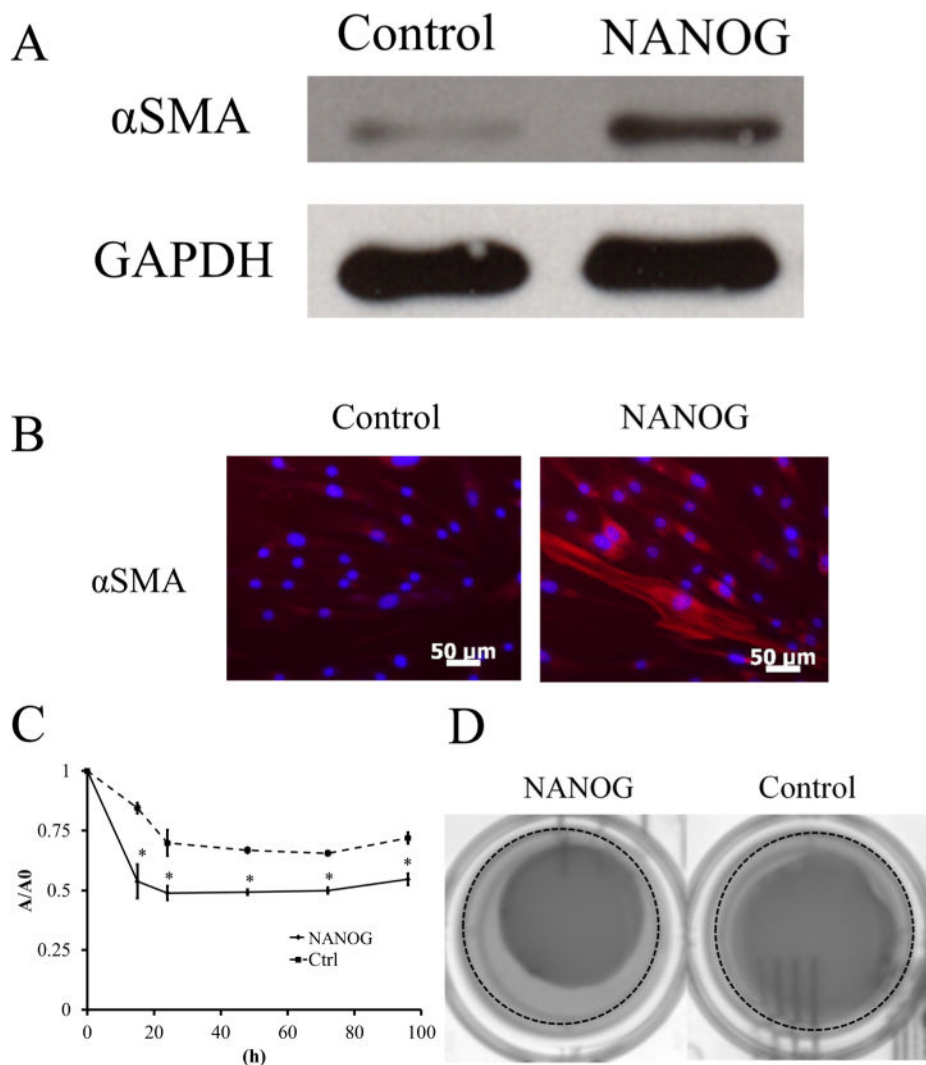 A
Control NANOG
αSMA
GAPDH
B
Control NANOG
αSMA
50 µm 50 µm
C
1
0.75
0.5
0.25
0
A/A0
* * * * *
NANOG
Ctrl
0 20 40 60 80 100
(h)
D
NANOG Control